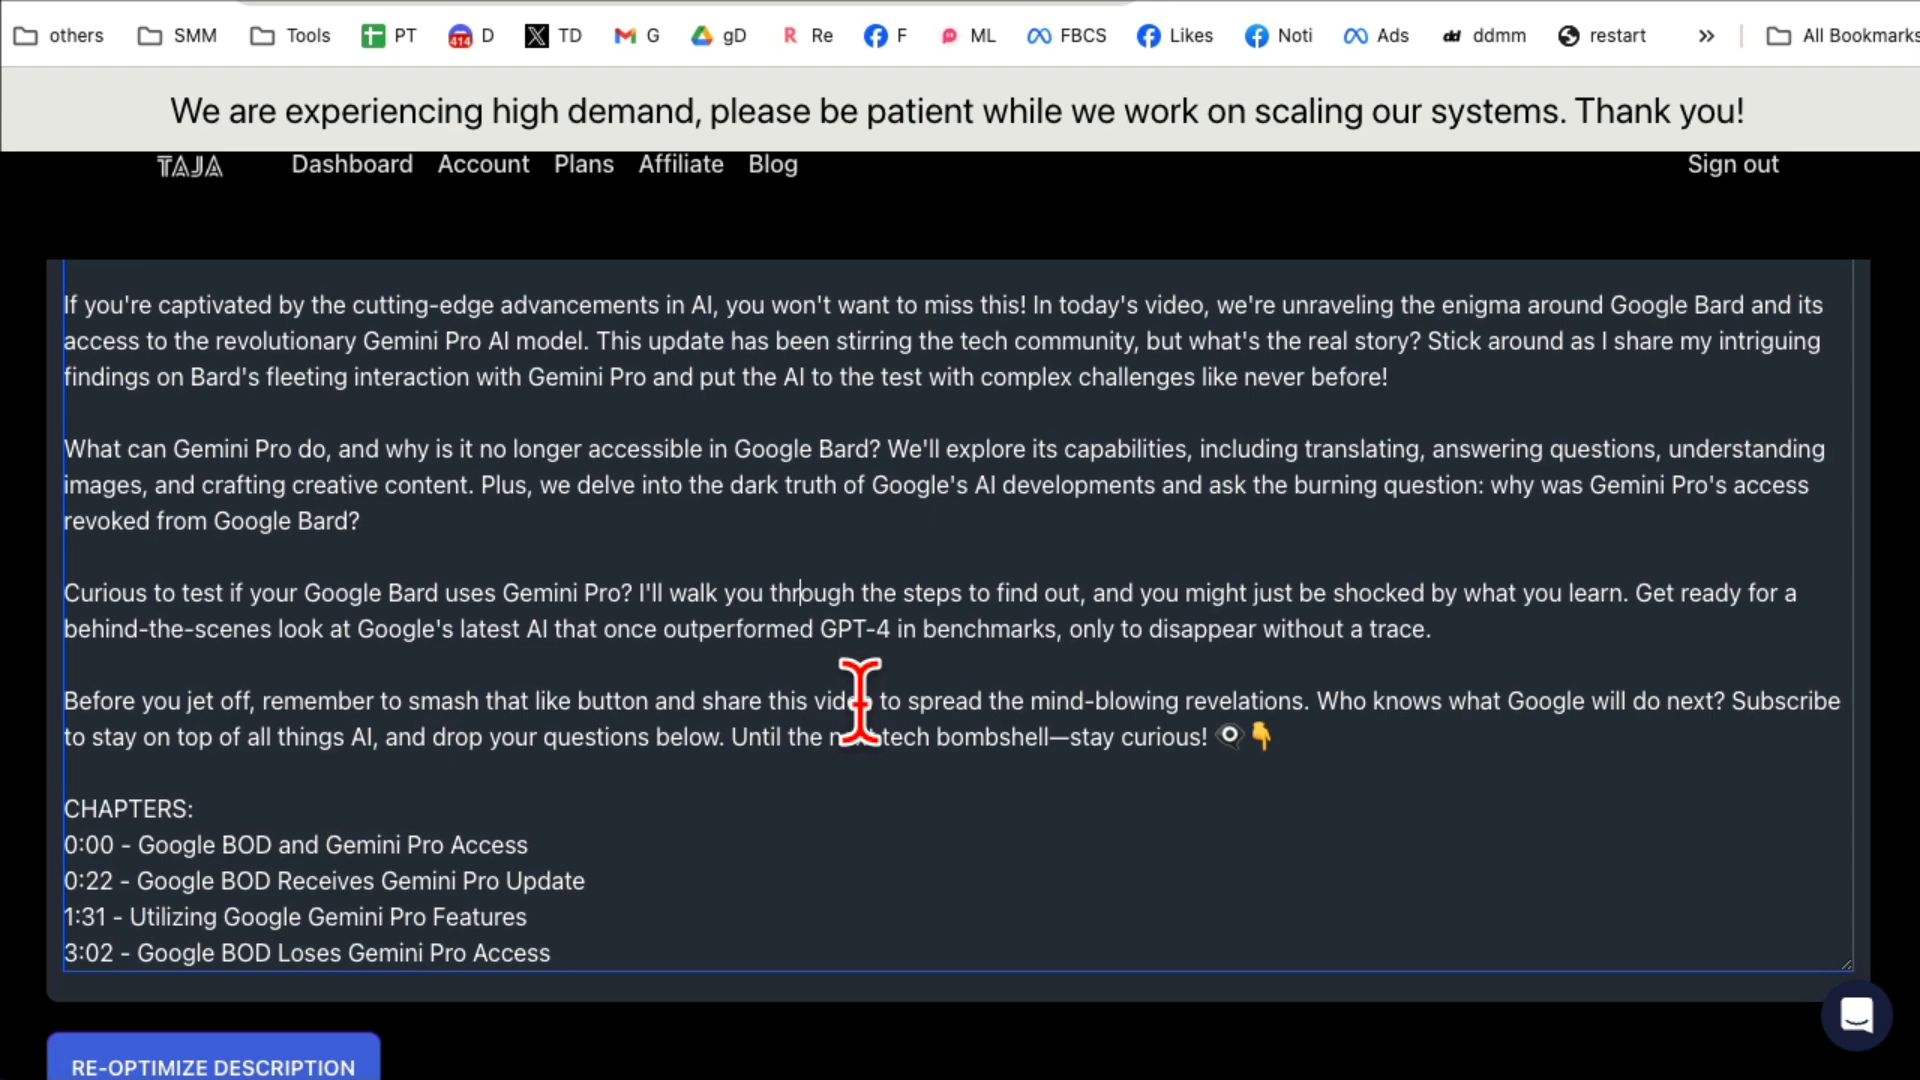 others SMM Tools PT 414 D TD G gD Re F ML FBCS Likes Noti Ads dd ddmm restart » All Bookmarks
We are experiencing high demand, please be patient while we work on scaling our systems. Thank you!
TAJA Dashboard Account Plans Affiliate Blog Sign out
If you're captivated by the cutting-edge advancements in AI, you won't want to miss this! In today's video, we're unraveling the enigma around Google Bard and its
access to the revolutionary Gemini Pro AI model. This update has been stirring the tech community, but what's the real story? Stick around as I share my intriguing
findings on Bard's fleeting interaction with Gemini Pro and put the AI to the test with complex challenges like never before!
What can Gemini Pro do, and why is it no longer accessible in Google Bard? We'll explore its capabilities, including translating, answering questions, understanding
images, and crafting creative content. Plus, we delve into the dark truth of Google's AI developments and ask the burning question: why was Gemini Pro's access
revoked from Google Bard?
Curious to test if your Google Bard uses Gemini Pro? I'll walk you through the steps to find out, and you might just be shocked by what you learn. Get ready for a
behind-the-scenes look at Google's latest AI that once outperformed GPT-4 in benchmarks, only to disappear without a trace.
Before you jet off, remember to smash that like button and share this video to spread the mind-blowing revelations. Who knows what Google will do next? Subscribe
to stay on top of all things AI, and drop your questions below. Until the next tech bombshell—stay curious! 👁️‍🗨️👇
CHAPTERS:
0:00 - Google BOD and Gemini Pro Access
0:22 - Google BOD Receives Gemini Pro Update
1:31 - Utilizing Google Gemini Pro Features
3:02 - Google BOD Loses Gemini Pro Access
RE-OPTIMIZE DESCRIPTION